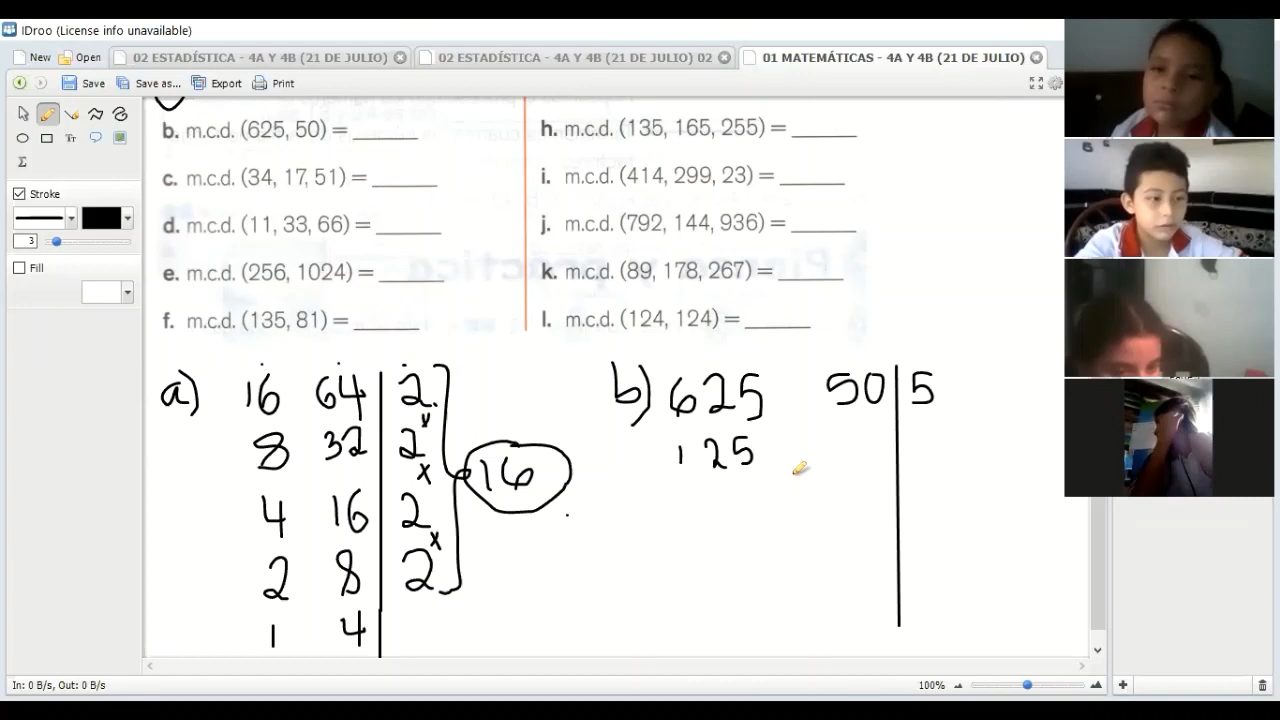 IDroo (License info unavailable)
New Open 02 ESTADÍSTICA - 4A Y 4B (21 DE JULIO) 02 ESTADÍSTICA - 4A Y 4B (21 DE JULIO) 02 01 MATEMÁTICAS - 4A Y 4B (21 DE JULIO)
Save Save as... Export Print
Tт
Σ
Stroke
3
Fill
b. m.c.d. (625, 50) = ______
c. m.c.d. (34, 17, 51) = ______
d. m.c.d. (11, 33, 66) = ______
e. m.c.d. (256, 1024) = ______
f. m.c.d. (135, 81) = ______
h. m.c.d. (135, 165, 255) = ______
i. m.c.d. (414, 299, 23) = ______
j. m.c.d. (792, 144, 936) = ______
k. m.c.d. (89, 178, 267) = ______
l. m.c.d. (124, 124) = ______
a) 16 64 2
x
8 32 2
x
4 16 2
x
2 8 2
1 4
16
b) 625 50 5
125
In: 0 B/s, Out: 0 B/s
100%